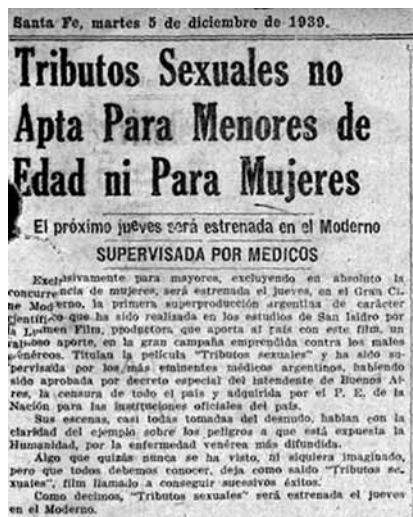 Santa Fe, martes 5 de diciembre de 1939.
Tributos Sexuales no
Apta Para Menores de
Edad ni Para Mujeres
El próximo jueves será estrenada en el Moderno
SUPERVISADA POR MEDICOS
Exclusivamente para mayores, excluyendo en absoluto la
concurrencia de mujeres, será estrenada el jueves, en el Gran Ci-
ne Moderno, la primera superproducción argentina de carácter
científico que ha sido realizada en los estudios de San Isidro por
la Lumen Film, productora que aporta al país con este film, un
valioso aporte, en la gran campaña emprendida contra los males
venéreos. Titulan la película "Tributos sexuales" y ha sido su-
pervisada por los más eminentes médicos argentinos, habiendo
sido aprobada por decreto especial del intendente de Buenos Ai-
res, la censura de todo el país y adquirida por el P. E. de la
Nación para las instituciones oficiales del país.
Sus escenas, casi todas tomadas del desnudo, hablan con la
claridad del ejemplo sobre los peligros a que está expuesta la
Humanidad, por la enfermedad venérea más difundida.
Algo que quizás nunca se ha visto, ni siquiera imaginado,
pero que todos debemos conocer, deja como saldo "Tributos se-
xuales", film llamado a conseguir sucesivos éxitos.
Como decimos, "Tributos sexuales" será estrenada el jueves
en el Moderno.